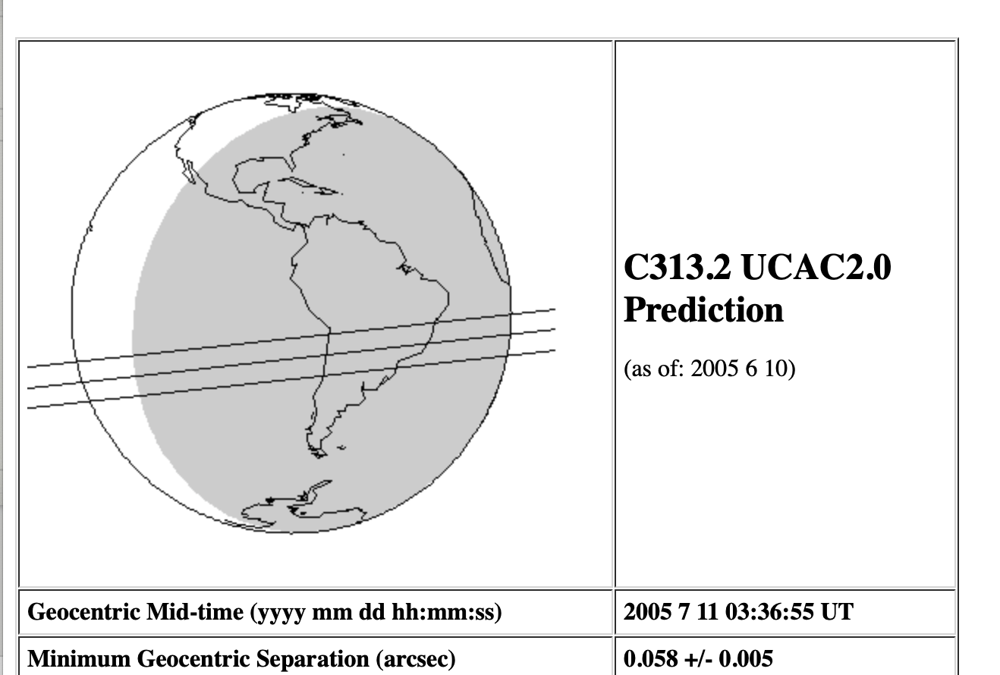 C313.2 UCAC2.0
Prediction
(as of: 2005 6 10)
Geocentric Mid-time (yyyy mm dd hh:mm:ss)
2005 7 11 03:36:55 UT
Minimum Geocentric Separation (arcsec)
0.058 +/- 0.005